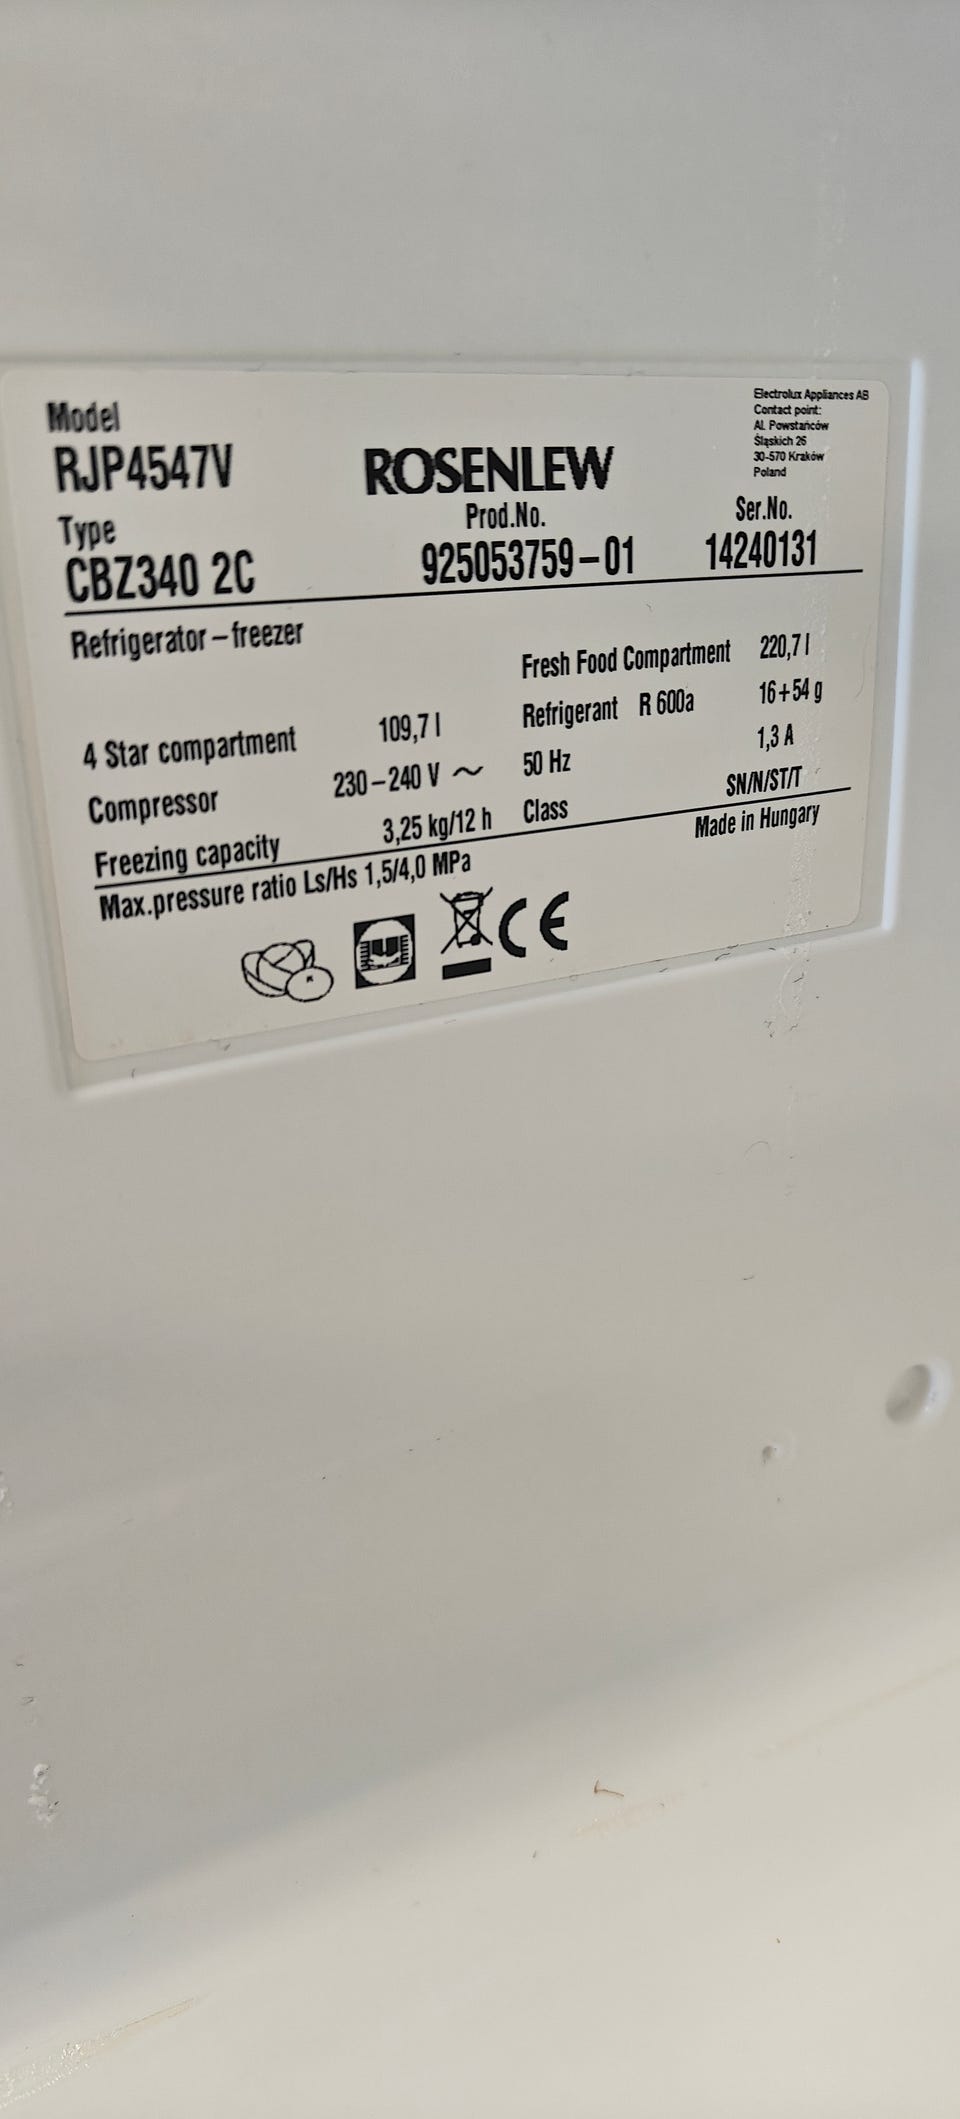 Model
RJP4547V
Type
CBZ340 2C
ROSENLEW
Prod.No.
925053759-01
Electrolux Appliances AB
Contact point:
Al. Powstańców
Śląskich 26
30-570 Kraków
Poland
Ser.No.
14240131
Refrigerator-freezer
Fresh Food Compartment 220,7 l
4 Star compartment 109,7 l
Refrigerant R 600a 16+54 g
Compressor 230-240 V ~ 50 Hz 1,3 A
Freezing capacity 3,25 kg/12 h
Class SN/N/ST/T
Max.pressure ratio Ls/Hs 1,5/4,0 MPa
Made in Hungary
CE